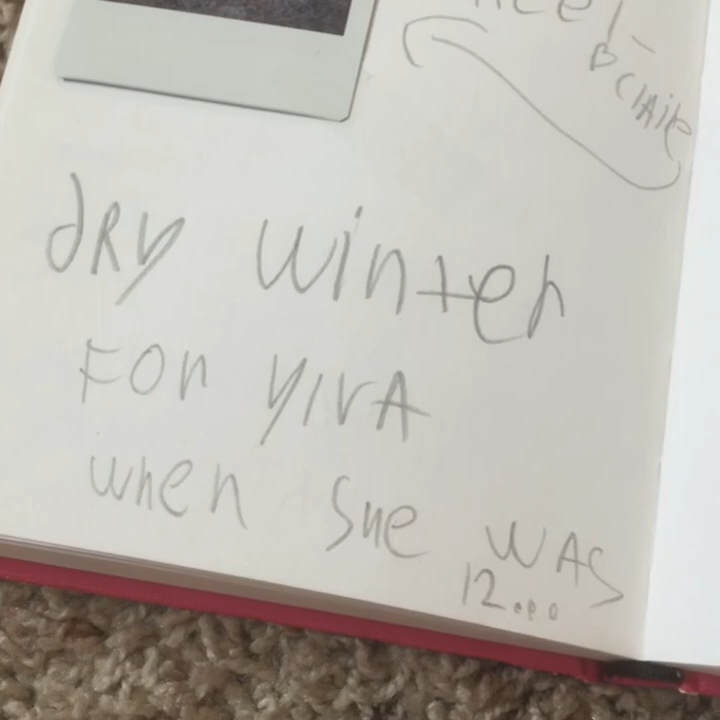 ♡ Claire
dRy winter
FOR YIVA
when She WAS
12...